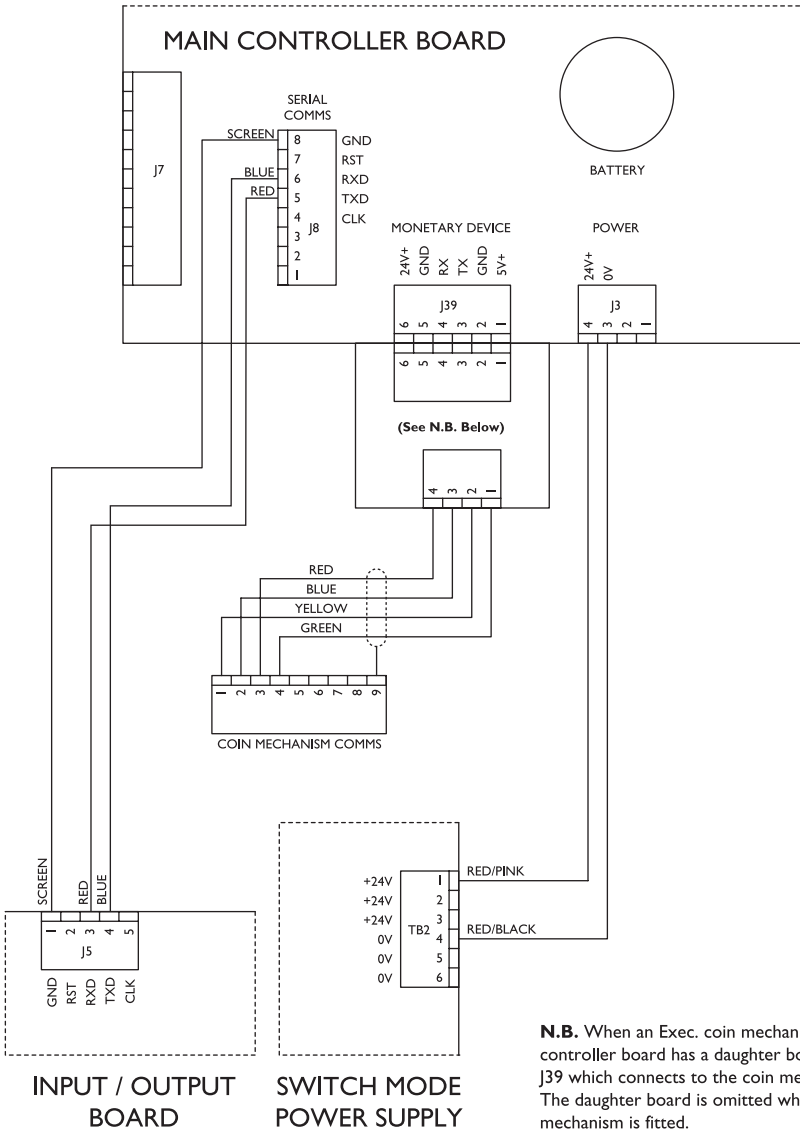 MAIN CONTROLLER BOARD
SERIAL
COMMS
BATTERY
J7
SCREEN 8 GND
7 RST
BLUE 6 RXD
RED 5 TXD
4 CLK
3
2
1
J8
MONETARY DEVICE
24V+ GND RX TX GND 5V+
J39
6 5 4 3 2 1
6 5 4 3 2 1
POWER
24V+ 0V
J3
4 3 2 1
(See N.B. Below)
4 3 2 1
RED
BLUE
YELLOW
GREEN
1 2 3 4 5 6 7 8 9
COIN MECHANISM COMMS
SCREEN RED BLUE
1 2 3 4 5
J5
GND RST RXD TXD CLK
INPUT / OUTPUT
BOARD
+24V 1 RED/PINK
+24V 2
+24V 3
0V 4 RED/BLACK
0V 5
0V 6
TB2
SWITCH MODE
POWER SUPPLY
N.B. When an Exec. coin mechan
controller board has a daughter bo
J39 which connects to the coin me
The daughter board is omitted wh
mechanism is fitted.